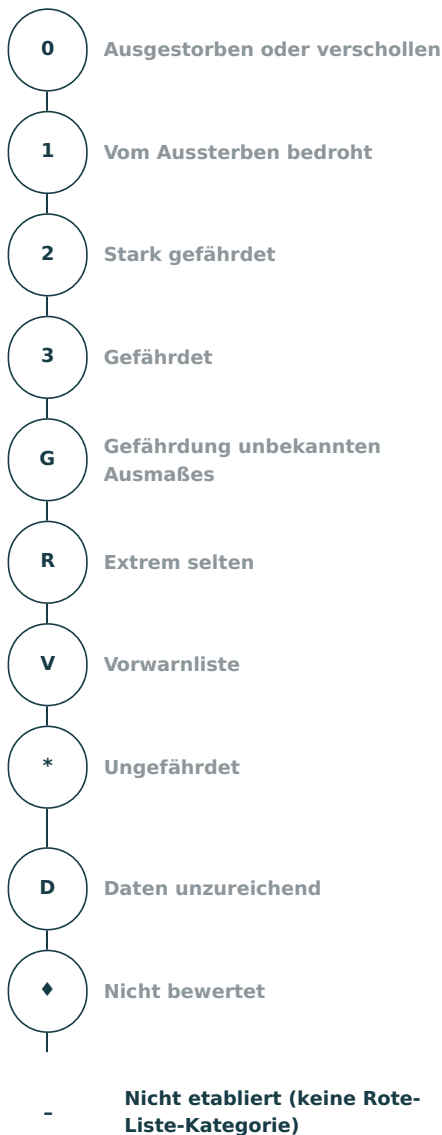 0 Ausgestorben oder verschollen
1 Vom Aussterben bedroht
2 Stark gefährdet
3 Gefährdet
G Gefährdung unbekannten
Ausmaßes
R Extrem selten
V Vorwarnliste
* Ungefährdet
D Daten unzureichend
♦ Nicht bewertet
– Nicht etabliert (keine Rote-
Liste-Kategorie)